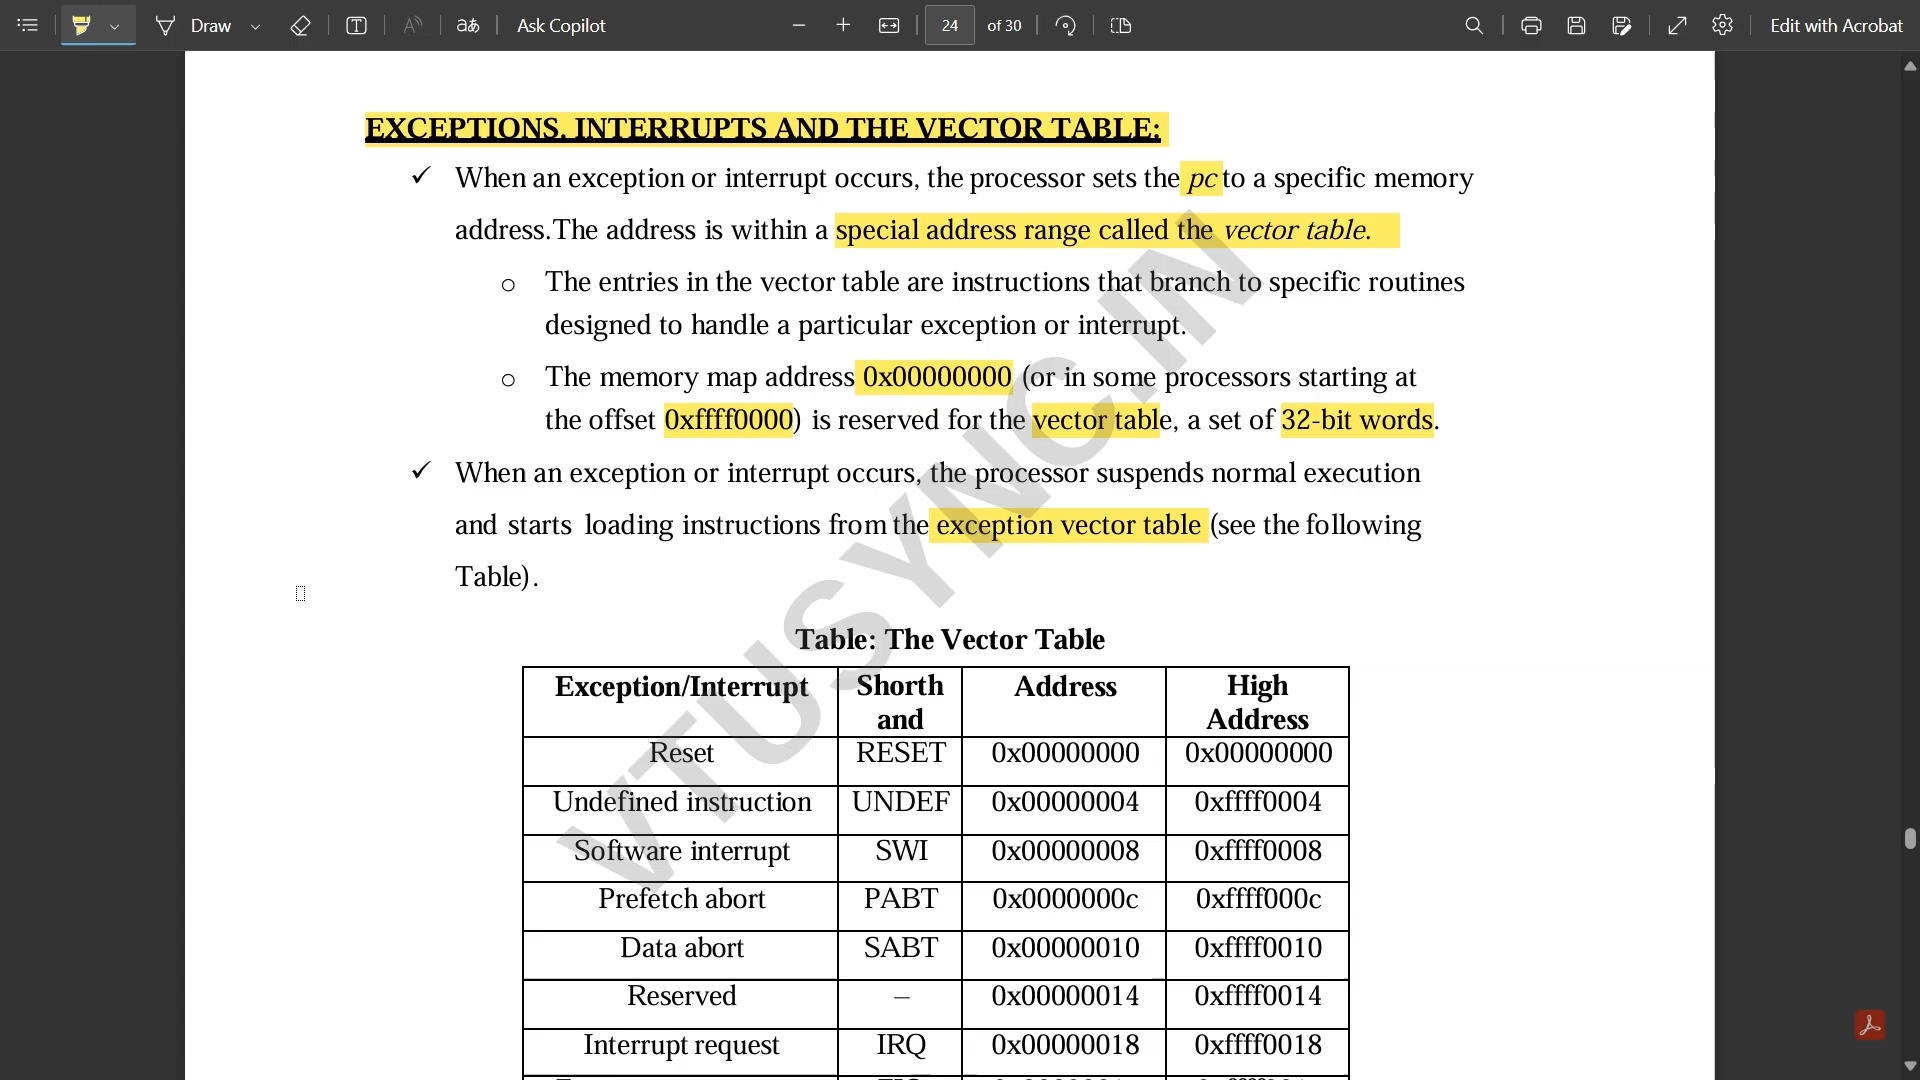 Draw
Ask Copilot
24 of 30
Edit with Acrobat
EXCEPTIONS, INTERRUPTS AND THE VECTOR TABLE:
✓ When an exception or interrupt occurs, the processor sets the pc to a specific memory
address.The address is within a special address range called the vector table.
o The entries in the vector table are instructions that branch to specific routines
designed to handle a particular exception or interrupt.
o The memory map address 0x00000000 (or in some processors starting at
the offset 0xffff0000) is reserved for the vector table, a set of 32-bit words.
✓ When an exception or interrupt occurs, the processor suspends normal execution
and starts loading instructions from the exception vector table (see the following
Table).
Table: The Vector Table
Exception/Interrupt Shorth and Address High Address
Reset RESET 0x00000000 0x00000000
Undefined instruction UNDEF 0x00000004 0xffff0004
Software interrupt SWI 0x00000008 0xffff0008
Prefetch abort PABT 0x0000000c 0xffff000c
Data abort SABT 0x00000010 0xffff0010
Reserved – 0x00000014 0xffff0014
Interrupt request IRQ 0x00000018 0xffff0018
VTUSYNC.IN